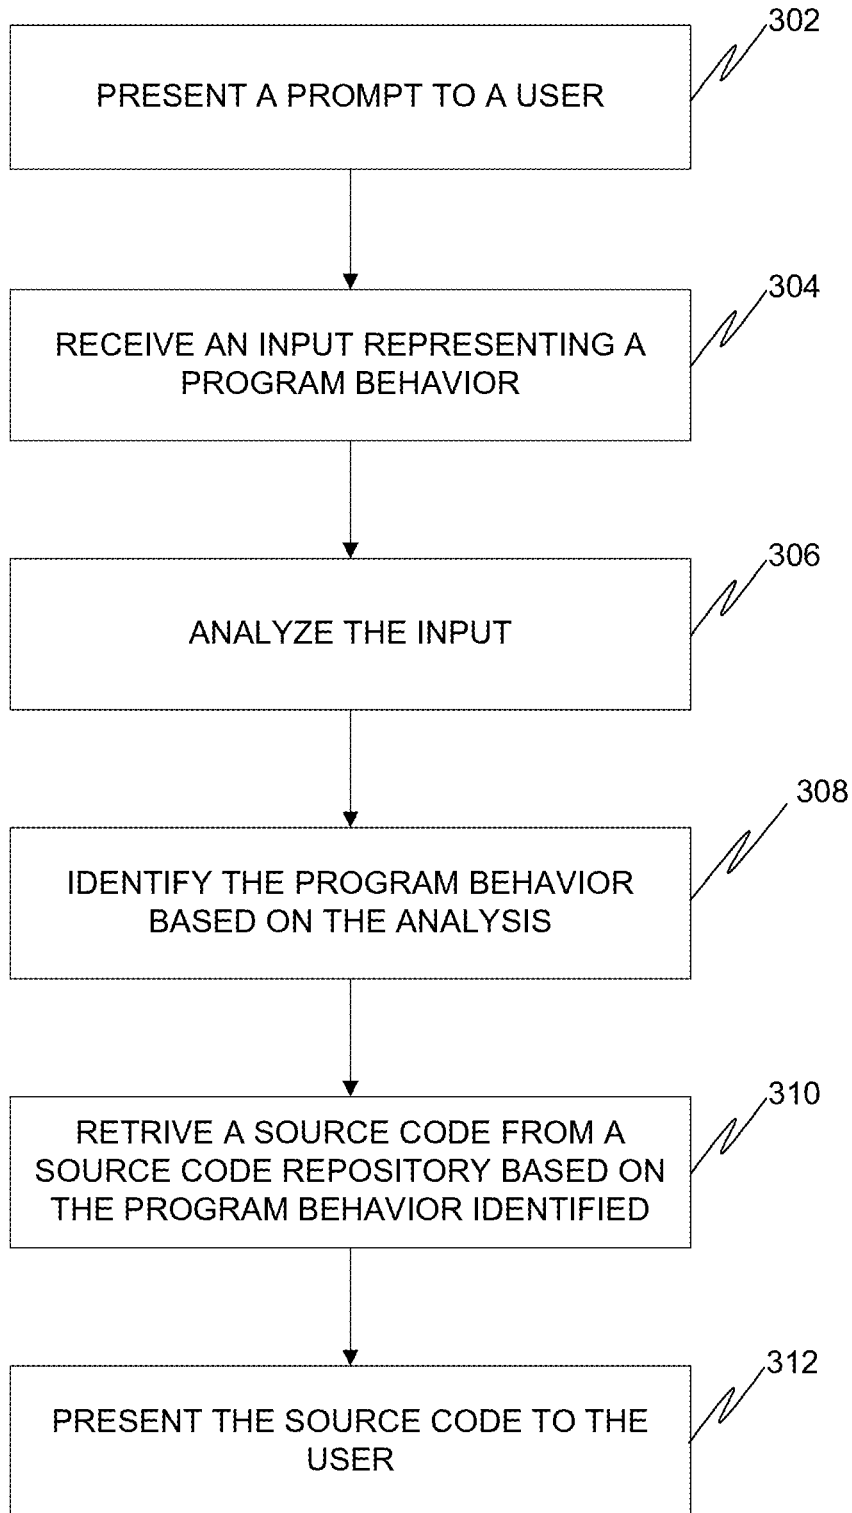 302
PRESENT A PROMPT TO A USER
304
RECEIVE AN INPUT REPRESENTING A
PROGRAM BEHAVIOR
306
ANALYZE THE INPUT
308
IDENTIFY THE PROGRAM BEHAVIOR
BASED ON THE ANALYSIS
310
RETRIVE A SOURCE CODE FROM A
SOURCE CODE REPOSITORY BASED ON
THE PROGRAM BEHAVIOR IDENTIFIED
312
PRESENT THE SOURCE CODE TO THE
USER